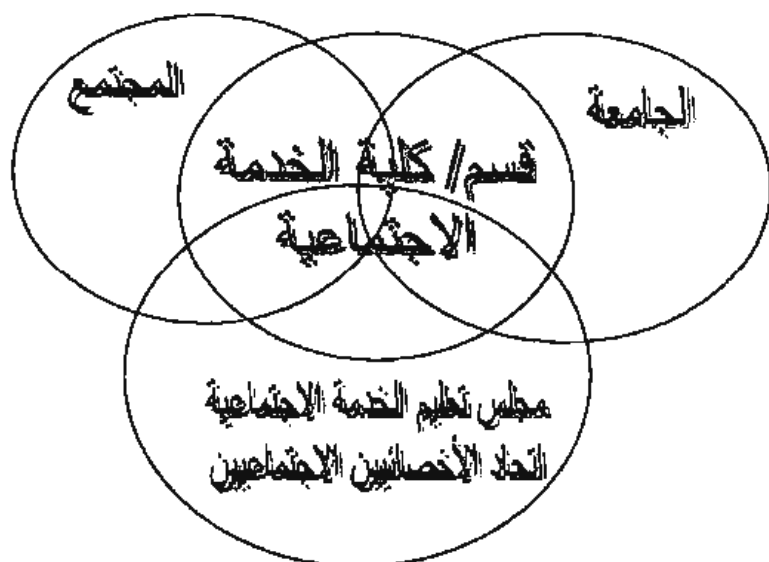 المجتمع
الجامعة
قسم/ كلية الخدمة
الاجتماعية
مجلس تعليم الخدمة الاجتماعية
اتحاد الأخصائيين الاجتماعيين